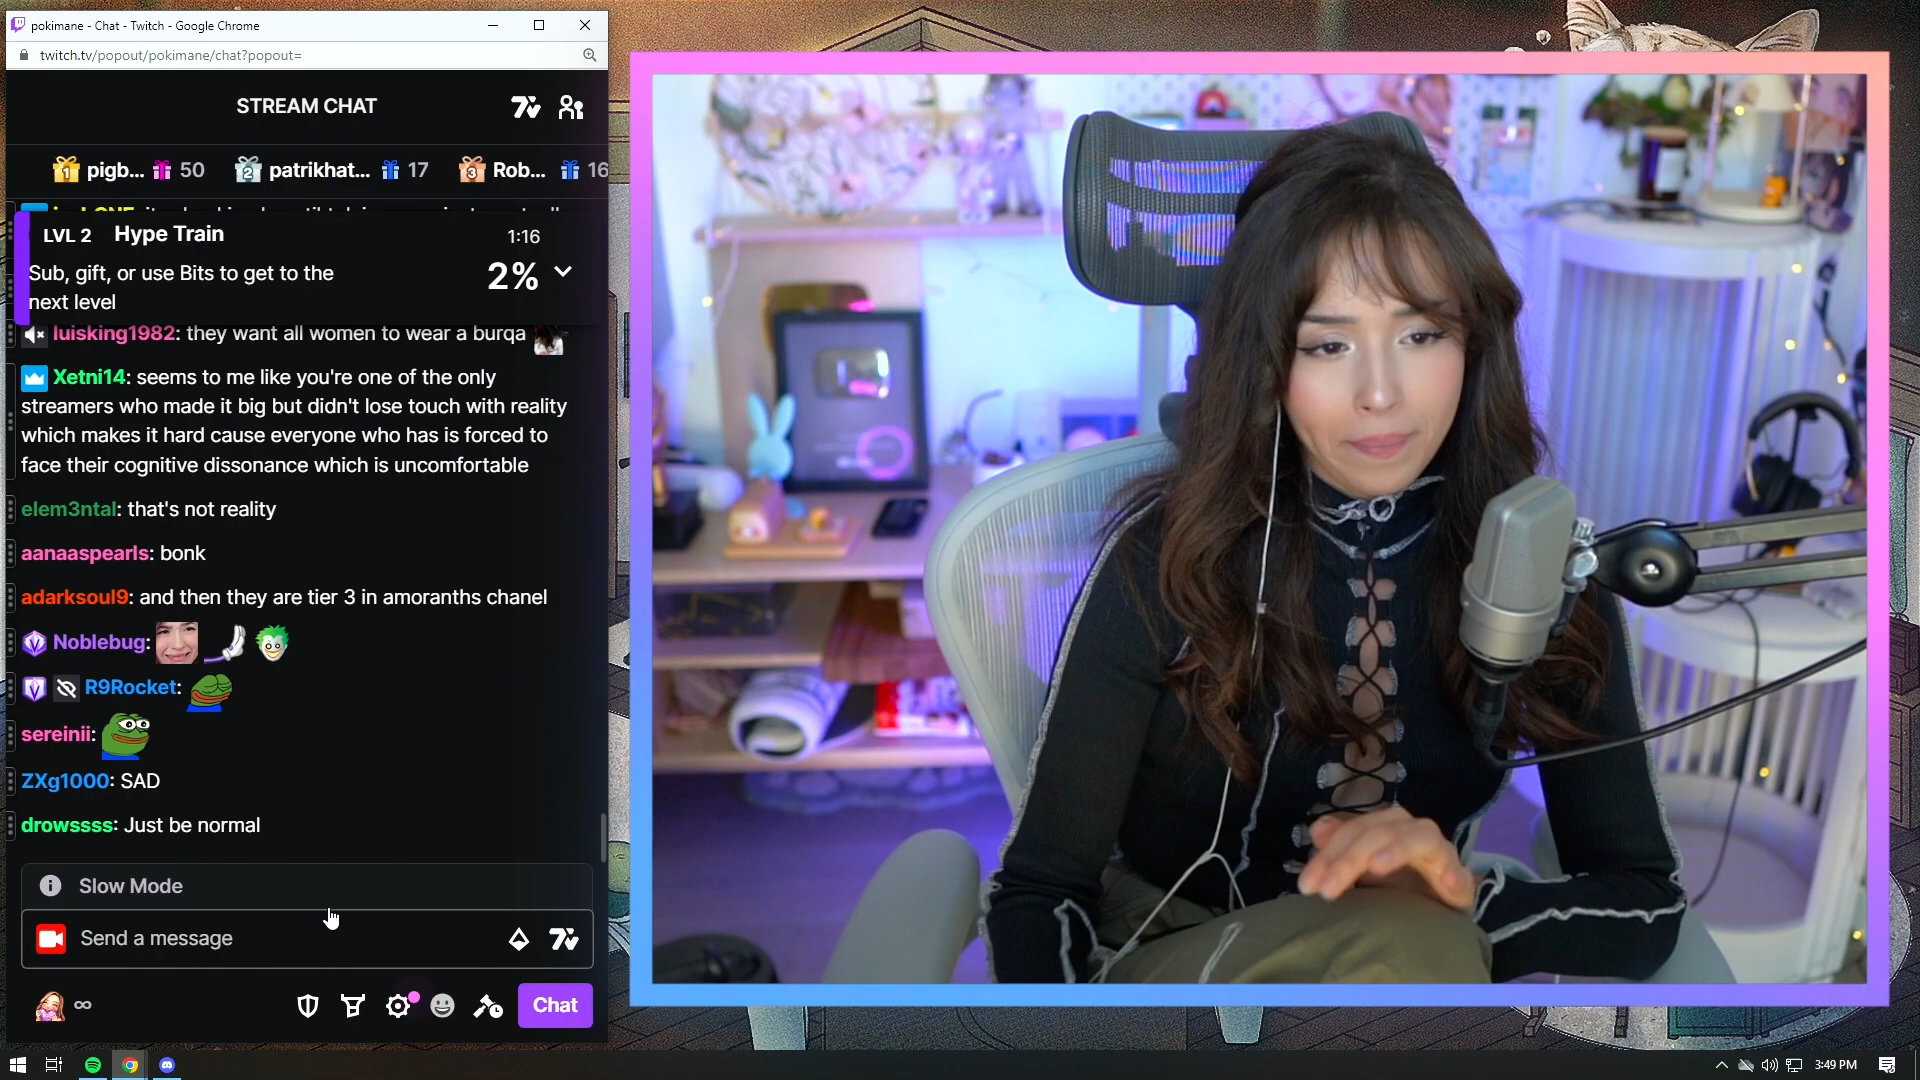 pokimane - Chat - Twitch - Google Chrome
twitch.tv/popout/pokimane/chat?popout=
STREAM CHAT
1 pigb... 50 2 patrikhat... 17 3 Rob... 16
LVL 2 Hype Train 1:16
Sub, gift, or use Bits to get to the
next level
2%
luisking1982: they want all women to wear a burqa
Xetni14: seems to me like you're one of the only
streamers who made it big but didn't lose touch with reality
which makes it hard cause everyone who has is forced to
face their cognitive dissonance which is uncomfortable
elem3ntal: that's not reality
aanaaspearls: bonk
adarksoul9: and then they are tier 3 in amoranths chanel
Noblebug:
R9Rocket:
sereinii:
ZXg1000: SAD
drowssss: Just be normal
Slow Mode
Send a message
∞
Chat
3:49 PM